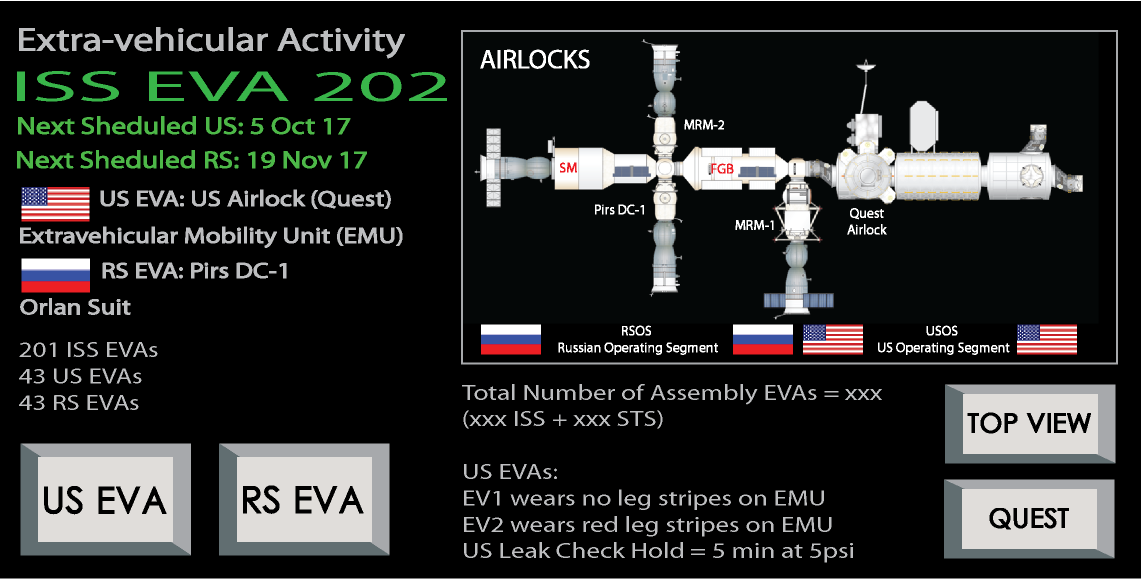 Extra-vehicular Activity
ISS EVA 202
Next Sheduled US: 5 Oct 17
Next Sheduled RS: 19 Nov 17
US EVA: US Airlock (Quest)
Extravehicular Mobility Unit (EMU)
RS EVA: Pirs DC-1
Orlan Suit
201 ISS EVAs
43 US EVAs
43 RS EVAs
US EVA
RS EVA
AIRLOCKS
MRM-2
SM
FGB
Pirs DC-1
MRM-1
Quest
Airlock
RSOS
Russian Operating Segment
USOS
US Operating Segment
Total Number of Assembly EVAs = xxx
(xxx ISS + xxx STS)
US EVAs:
EV1 wears no leg stripes on EMU
EV2 wears red leg stripes on EMU
US Leak Check Hold = 5 min at 5psi
TOP VIEW
QUEST